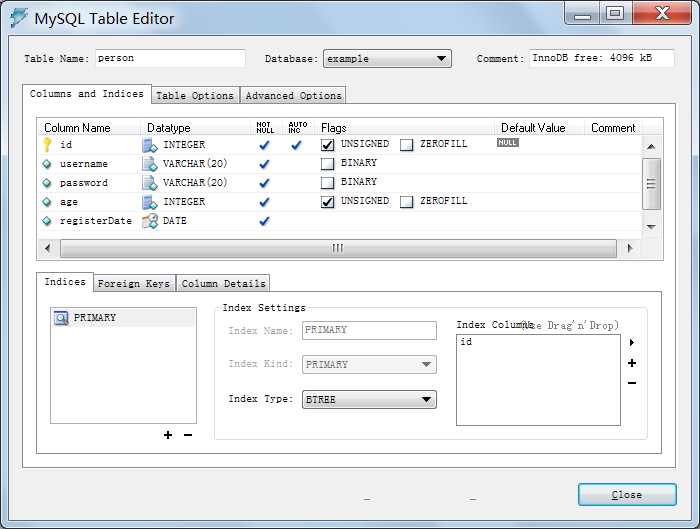 MySQL Table Editor
Table Name: person Database: example Comment: InnoDB free: 4096 kB
Columns and Indices Table Options Advanced Options
Column Name Datatype NOT NULL AUTO INC Flags Default Value Comment
id INTEGER UNSIGNED ZEROFILL NULL
username VARCHAR(20) BINARY
password VARCHAR(20) BINARY
age INTEGER UNSIGNED ZEROFILL
registerDate DATE
Indices Foreign Keys Column Details
PRIMARY
Index Settings
Index Name: PRIMARY
Index Kind: PRIMARY
Index Type: BTREE
Index Columns (Use Drag'n'Drop)
id
Close